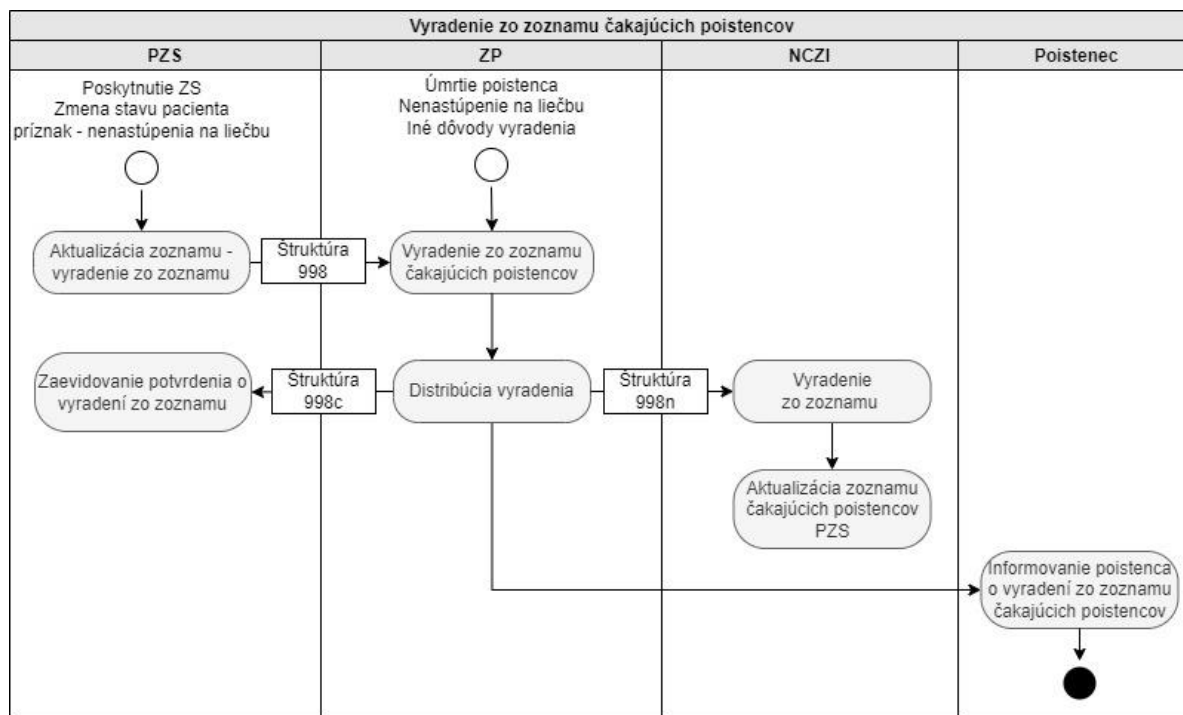 Vyradenie zo zoznamu čakajúcich poistencov
PZS
ZP
NCZI
Poistenec
Poskytnutie ZS
Zmena stavu pacienta
príznak - nenastúpenia na liečbu
Úmrtie poistenca
Nenastúpenie na liečbu
Iné dôvody vyradenia
Aktualizácia zoznamu -
vyradenie zo zoznamu
Štruktúra
998
Vyradenie zo zoznamu
čakajúcich poistencov
Zaevidovanie potvrdenia o
vyradení zo zoznamu
Štruktúra
998c
Distribúcia vyradenia
Štruktúra
998n
Vyradenie
zo zoznamu
Aktualizácia zoznamu
čakajúcich poistencov
PZS
Informovanie poistenca
o vyradení zo zoznamu
čakajúcich poistencov